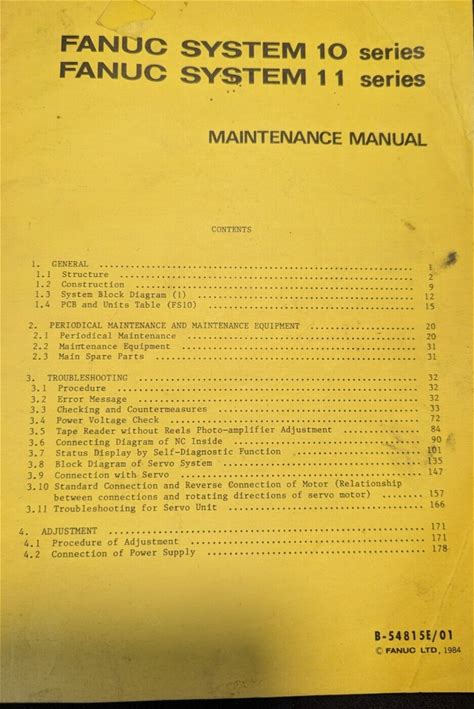 FANUC SYSTEM 10 series
FANUC SYSTEM 11 series
MAINTENANCE MANUAL
CONTENTS
1. GENERAL ........ 1
1.1 Structure ........ 2
1.2 Construction ........ 9
1.3 System Block Diagram (1) ........ 12
1.4 PCB and Units Table (FS10) ........ 15
2. PERIODICAL MAINTENANCE AND MAINTENANCE EQUIPMENT ........ 20
2.1 Periodical Maintenance ........ 20
2.2 Maintenance Equipment ........ 31
2.3 Main Spare Parts ........ 31
3. TROUBLESHOOTING ........ 32
3.1 Procedure ........ 32
3.2 Error Message ........ 32
3.3 Checking and Countermeasures ........ 33
3.4 Power Voltage Check ........ 72
3.5 Tape Reader without Reels Photo-amplifier Adjustment ........ 84
3.6 Connecting Diagram of NC Inside ........ 90
3.7 Status Display by Self-Diagnostic Function ........ 101
3.8 Block Diagram of Servo System ........ 135
3.9 Connection with Servo ........ 147
3.10 Standard Connection and Reverse Connection of Motor (Relationship
between connections and rotating directions of servo motor) ........ 157
3.11 Troubleshooting for Servo Unit ........ 166
4. ADJUSTMENT ........ 171
4.1 Procedure of Adjustment ........ 171
4.2 Connection of Power Supply ........ 178
B-54815E/01
© FANUC LTD, 1984